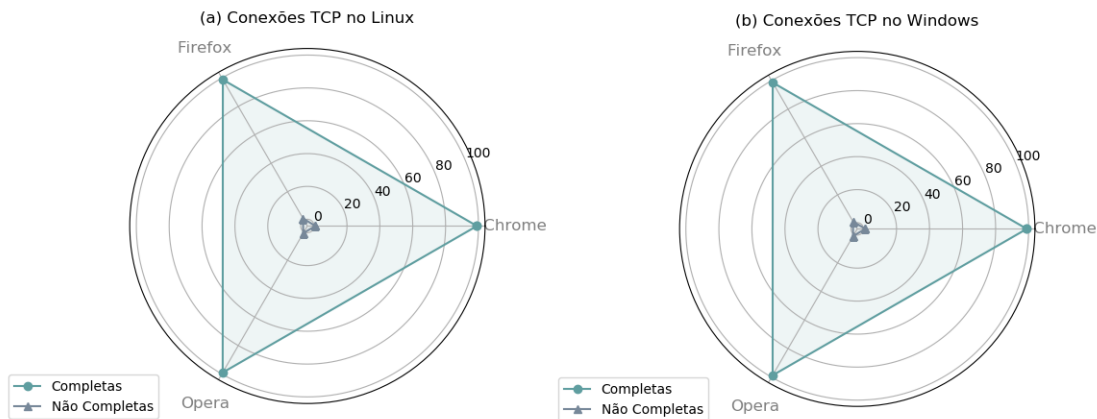 (a) Conexões TCP no Linux
Firefox
100
80
60
40
20
0
Chrome
Opera
Completas
Não Completas
(b) Conexões TCP no Windows
Firefox
100
80
60
40
20
0
Chrome
Opera
Completas
Não Completas